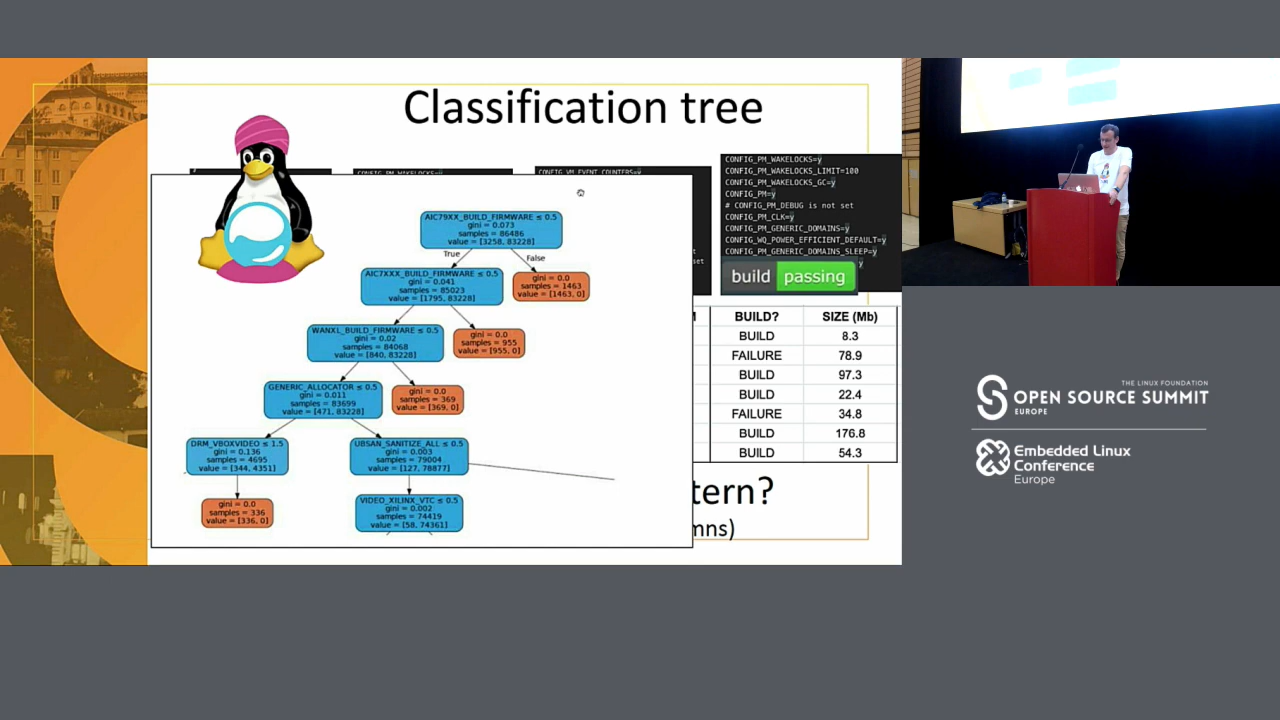 Classification tree
CONFIG_PM_WAKELOCKS=y
CONFIG_VM_EVENT_COUNTERS=y
CONFIG_PM_WAKELOCKS=y
CONFIG_PM_WAKELOCKS_LIMIT=100
CONFIG_PM_WAKELOCKS_GC=y
CONFIG_PM=y
# CONFIG_PM_DEBUG is not set
CONFIG_PM_CLK=y
CONFIG_PM_GENERIC_DOMAINS=y
CONFIG_WQ_POWER_EFFICIENT_DEFAULT=y
CONFIG_PM_GENERIC_DOMAINS_SLEEP=y
build passing
AIC79XX_BUILD_FIRMWARE ≤ 0.5
gini = 0.073
samples = 86486
value = [3258, 83228]
True
False
AIC7XXX_BUILD_FIRMWARE ≤ 0.5
gini = 0.041
samples = 85023
value = [1795, 83228]
gini = 0.0
samples = 1463
value = [1463, 0]
WANXL_BUILD_FIRMWARE ≤ 0.5
gini = 0.02
samples = 84068
value = [840, 83228]
gini = 0.0
samples = 955
value = [955, 0]
GENERIC_ALLOCATOR ≤ 0.5
gini = 0.011
samples = 83699
value = [471, 83228]
gini = 0.0
samples = 369
value = [369, 0]
DRM_VBOXVIDEO ≤ 1.5
gini = 0.136
samples = 4695
value = [344, 4351]
UBSAN_SANITIZE_ALL ≤ 0.5
gini = 0.003
samples = 79004
value = [127, 78877]
gini = 0.0
samples = 336
value = [336, 0]
VIDEO_XILINX_VTC ≤ 0.5
gini = 0.002
samples = 74419
value = [58, 74361]
BUILD? SIZE (Mb)
BUILD 8.3
FAILURE 78.9
BUILD 97.3
BUILD 22.4
FAILURE 34.8
BUILD 176.8
BUILD 54.3
tern?
mns)
THE LINUX FOUNDATION
OPEN SOURCE SUMMIT
EUROPE
Embedded Linux
Conference
Europe